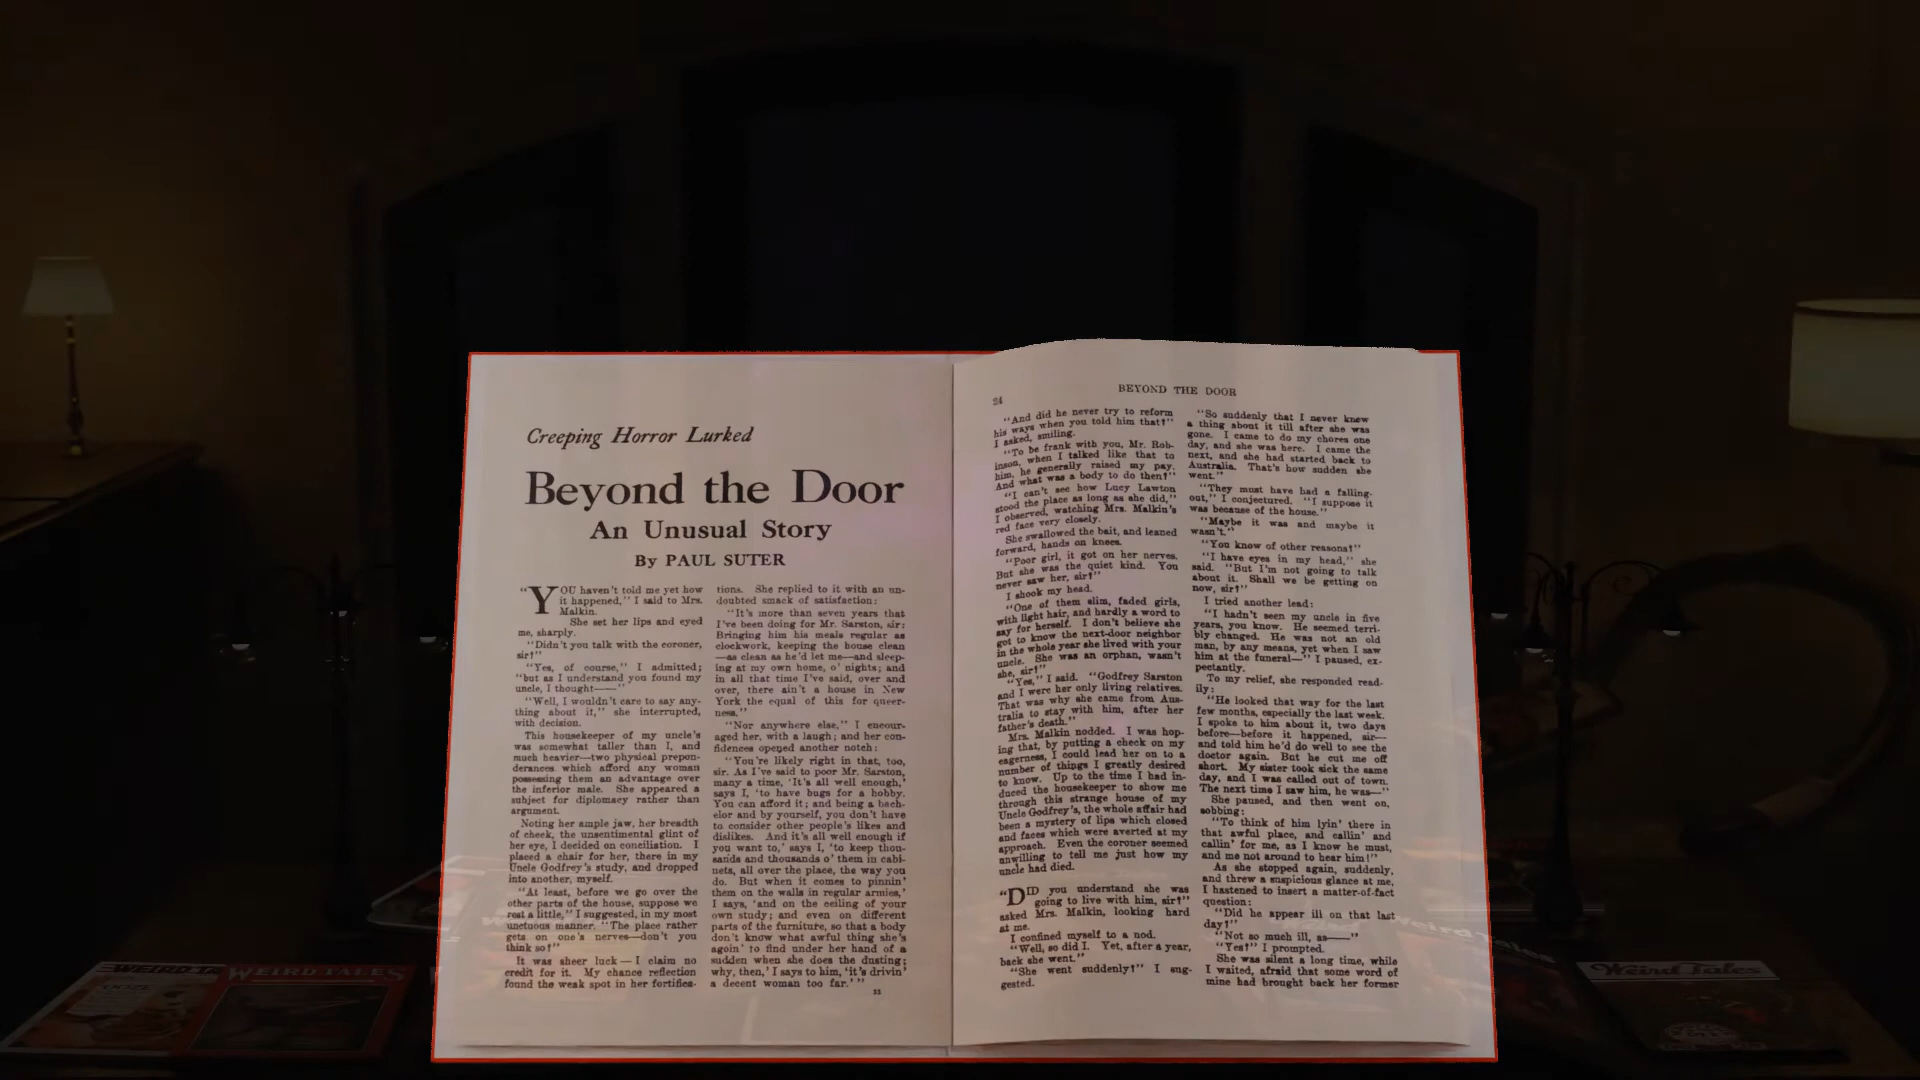 Creeping Horror Lurked
Beyond the Door
An Unusual Story
By PAUL SUTER
"YOU haven't told me yet how
it happened," I said to Mrs.
Malkin.
She set her lips and eyed
me, sharply.
"Didn't you talk with the coroner,
sir?"
"Yes, of course," I admitted;
"but as I understand you found my
uncle, I thought——"
"Well, I wouldn't care to say any-
thing about it," she interrupted,
with decision.
This housekeeper of my uncle's
was somewhat taller than I, and
much heavier—two physical prepon-
derances which afford any woman
possessing them an advantage over
the inferior male. She appeared a
subject for diplomacy rather than
argument.
Noting her ample jaw, her breadth
of cheek, the unsentimental glint of
her eye, I decided on conciliation. I
placed a chair for her, there in my
Uncle Godfrey's study, and dropped
into another, myself.
"At least, before we go over the
other parts of the house, suppose we
rest a little," I suggested, in my most
unctuous manner. "The place rather
gets on one's nerves—don't you
think so?"
It was sheer luck—I claim no
credit for it. My chance reflection
found the weak spot in her fortifica-
tions. She replied to it with an un-
doubted smack of satisfaction:
"It's more than seven years that
I've been doing for Mr. Sarston, sir:
Bringing him his meals regular as
clockwork, keeping the house clean
—as clean as he'd let me—and sleep-
ing at my own home, o' nights; and
in all that time I've said, over and
over, there ain't a house in New
York the equal of this for queer-
ness."
"Nor anywhere else," I encour-
aged her, with a laugh; and her con-
fidences opened another notch:
"You're likely right in that, too,
sir. As I've said to poor Mr. Sarston,
many a time, 'It's all well enough,'
says I, 'to have bugs for a hobby.
You can afford it; and being a bach-
elor and by yourself, you don't have
to consider other people's likes and
dislikes. And it's all well enough if
you want to,' says I, 'to keep thou-
sands and thousands o' them in cabi-
nets, all over the place, the way you
do. But when it comes to pinnin'
them on the walls in regular armies,'
I says, 'and on the ceiling of your
own study; and even on different
parts of the furniture, so that a body
don't know what awful thing she's
agoin' to find under her hand of a
sudden when she does the dusting;
why, then,' I says to him, 'it's drivin'
a decent woman too far.'"
BEYOND THE DOOR
24
"And did he never try to reform
his ways when you told him that?"
I asked, smiling.
"To be frank with you, Mr. Rob-
inson, when I talked like that to
him, he generally raised my pay.
And what was a body to do then?"
"I can't see how Lucy Lawton
stood the place as long as she did,"
I observed, watching Mrs. Malkin's
red face very closely.
She swallowed the bait, and leaned
forward, hands on knees.
"Poor girl, it got on her nerves.
But she was the quiet kind. You
never saw her, sir?"
I shook my head.
"One of them slim, faded girls,
with light hair, and hardly a word to
say for herself. I don't believe she
got to know the next-door neighbor
in the whole year she lived with your
uncle. She was an orphan, wasn't
she, sir?"
"Yes," I said. "Godfrey Sarston
and I were her only living relatives.
That was why she came from Aus-
tralia to stay with him, after her
father's death."
Mrs. Malkin nodded. I was hop-
ing that, by putting a check on my
eagerness, I could lead her on to a
number of things I greatly desired
to know. Up to the time I had in-
duced the housekeeper to show me
through this strange house of my
Uncle Godfrey's, the whole affair had
been a mystery of lips which closed
and faces which were averted at my
approach. Even the coroner seemed
unwilling to tell me just how my
uncle had died.
"DID you understand she was
going to live with him, sir?"
asked Mrs. Malkin, looking hard
at me.
I confined myself to a nod.
"Well, so did I. Yet, after a year,
back she went."
"She went suddenly?" I sug-
gested.
"So suddenly that I never knew
a thing about it till after she was
gone. I came to do my chores one
day, and she was here. I came the
next, and she had started back to
Australia. That's how sudden she
went."
"They must have had a falling-
out," I conjectured. "I suppose it
was because of the house."
"Maybe it was and maybe it
wasn't."
"You know of other reasons?"
"I have eyes in my head," she
said. "But I'm not going to talk
about it. Shall we be getting on
now, sir?"
I tried another lead:
"I hadn't seen my uncle in five
years, you know. He seemed terri-
bly changed. He was not an old
man, by any means, yet when I saw
him at the funeral—" I paused, ex-
pectantly.
To my relief, she responded read-
ily:
"He looked that way for the last
few months, especially the last week.
I spoke to him about it, two days
before—before it happened, sir—
and told him he'd do well to see the
doctor again. But he cut me off
short. My sister took sick the same
day, and I was called out of town.
The next time I saw him, he was—"
She paused, and then went on,
sobbing:
"To think of him lyin' there in
that awful place, and callin' and
callin' for me, as I know he must,
and me not around to hear him!"
As she stopped again, suddenly,
and threw a suspicious glance at me,
I hastened to insert a matter-of-fact
question:
"Did he appear ill on that last
day?"
"Not so much ill, as——"
"Yes?" I prompted.
She was silent a long time, while
I waited, afraid that some word of
mine had brought back her former
WEIRD TALES
OOZE
WEIRD TALES
Weird Tales
Weird Tales